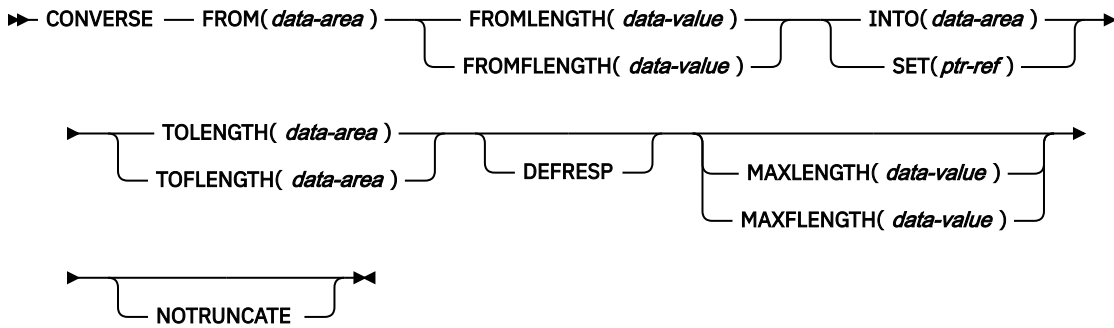 CONVERSE FROM(data-area) FROMLENGTH( data-value ) INTO( data-area )
FROMFLENGTH( data-value ) SET( ptr-ref )
TOLENGTH( data-area )
TOFLENGTH( data-area ) DEFRESP MAXLENGTH( data-value )
MAXFLENGTH( data-value )
NOTRUNCATE